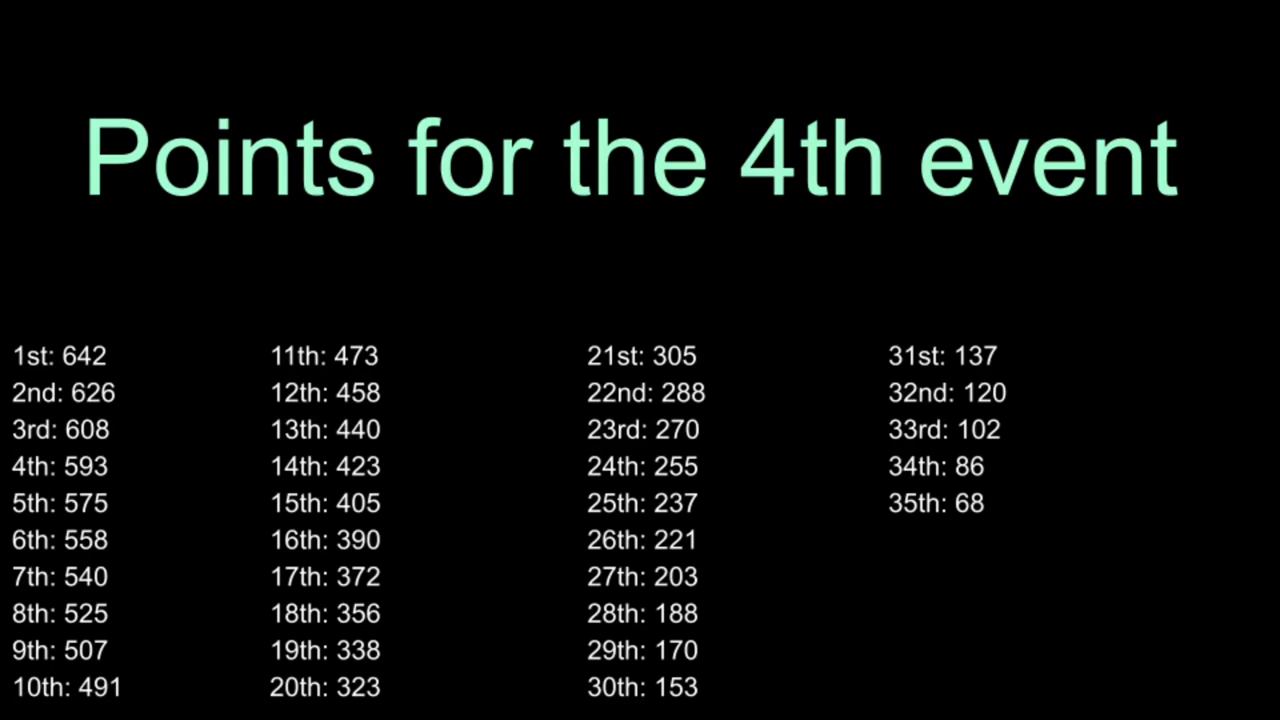 Points for the 4th event
1st: 642
2nd: 626
3rd: 608
4th: 593
5th: 575
6th: 558
7th: 540
8th: 525
9th: 507
10th: 491
11th: 473
12th: 458
13th: 440
14th: 423
15th: 405
16th: 390
17th: 372
18th: 356
19th: 338
20th: 323
21st: 305
22nd: 288
23rd: 270
24th: 255
25th: 237
26th: 221
27th: 203
28th: 188
29th: 170
30th: 153
31st: 137
32nd: 120
33rd: 102
34th: 86
35th: 68